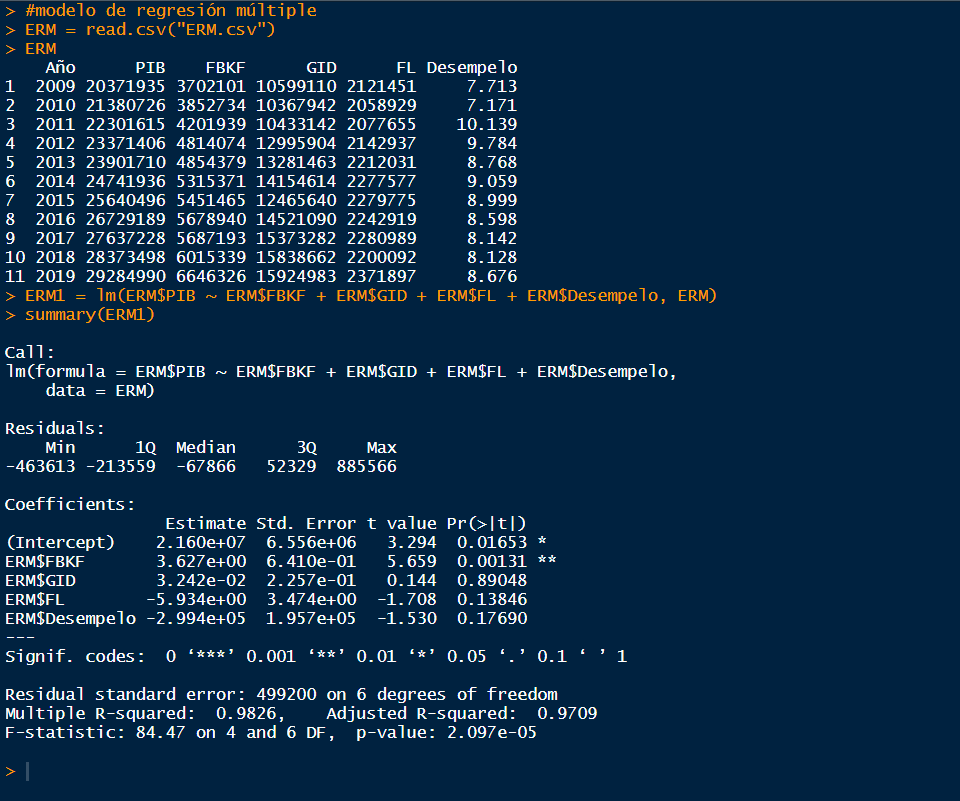 > #modelo de regresión múltiple
> ERM = read.csv("ERM.csv")
> ERM
    Año      PIB    FBKF      GID      FL Desempelo
1  2009 20371935 3702101 10599110 2121451     7.713
2  2010 21380726 3852734 10367942 2058929     7.171
3  2011 22301615 4201939 10433142 2077655    10.139
4  2012 23371406 4814074 12995904 2142937     9.784
5  2013 23901710 4854379 13281463 2212031     8.768
6  2014 24741936 5315371 14154614 2277577     9.059
7  2015 25640496 5451465 12465640 2279775     8.999
8  2016 26729189 5678940 14521090 2242919     8.598
9  2017 27637228 5687193 15373282 2280989     8.142
10 2018 28373498 6015339 15838662 2200092     8.128
11 2019 29284990 6646326 15924983 2371897     8.676
> ERM1 = lm(ERM$PIB ~ ERM$FBKF + ERM$GID + ERM$FL + ERM$Desempelo, ERM)
> summary(ERM1)

Call:
lm(formula = ERM$PIB ~ ERM$FBKF + ERM$GID + ERM$FL + ERM$Desempelo,
    data = ERM)

Residuals:
    Min      1Q  Median      3Q     Max
-463613 -213559  -67866   52329  885566

Coefficients:
                Estimate Std. Error t value Pr(>|t|)
(Intercept)    2.160e+07  6.556e+06   3.294  0.01653 *
ERM$FBKF       3.627e+00  6.410e-01   5.659  0.00131 **
ERM$GID        3.242e-02  2.257e-01   0.144  0.89048
ERM$FL        -5.934e+00  3.474e+00  -1.708  0.13846
ERM$Desempelo -2.994e+05  1.957e+05  -1.530  0.17690
---
Signif. codes:  0 ‘***’ 0.001 ‘**’ 0.01 ‘*’ 0.05 ‘.’ 0.1 ‘ ’ 1

Residual standard error: 499200 on 6 degrees of freedom
Multiple R-squared:  0.9826,    Adjusted R-squared:  0.9709
F-statistic: 84.47 on 4 and 6 DF,  p-value: 2.097e-05

>